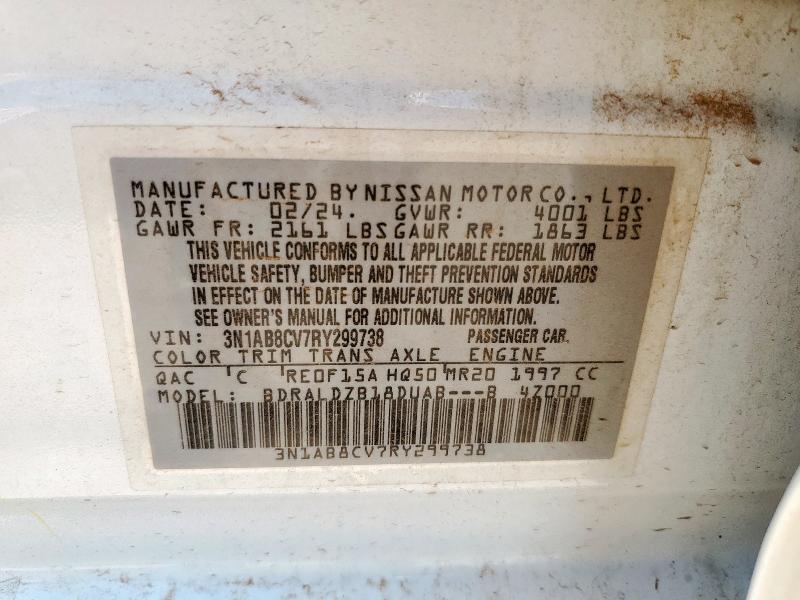 MANUFACTURED BY NISSAN MOTOR CO., LTD.
DATE: 02/24. GVWR: 4001 LBS
GAWR FR: 2161 LBS GAWR RR: 1863 LBS
THIS VEHICLE CONFORMS TO ALL APPLICABLE FEDERAL MOTOR
VEHICLE SAFETY, BUMPER AND THEFT PREVENTION STANDARDS
IN EFFECT ON THE DATE OF MANUFACTURE SHOWN ABOVE.
SEE OWNER'S MANUAL FOR ADDITIONAL INFORMATION.
VIN: 3N1AB8CV7RY299738 PASSENGER CAR
COLOR TRIM TRANS AXLE ENGINE
QAC C RE0F15A HQ50 MR20 1997 CC
MODEL: BDRALDZB18DUAB---B 4Z000
3N1AB8CV7RY299738